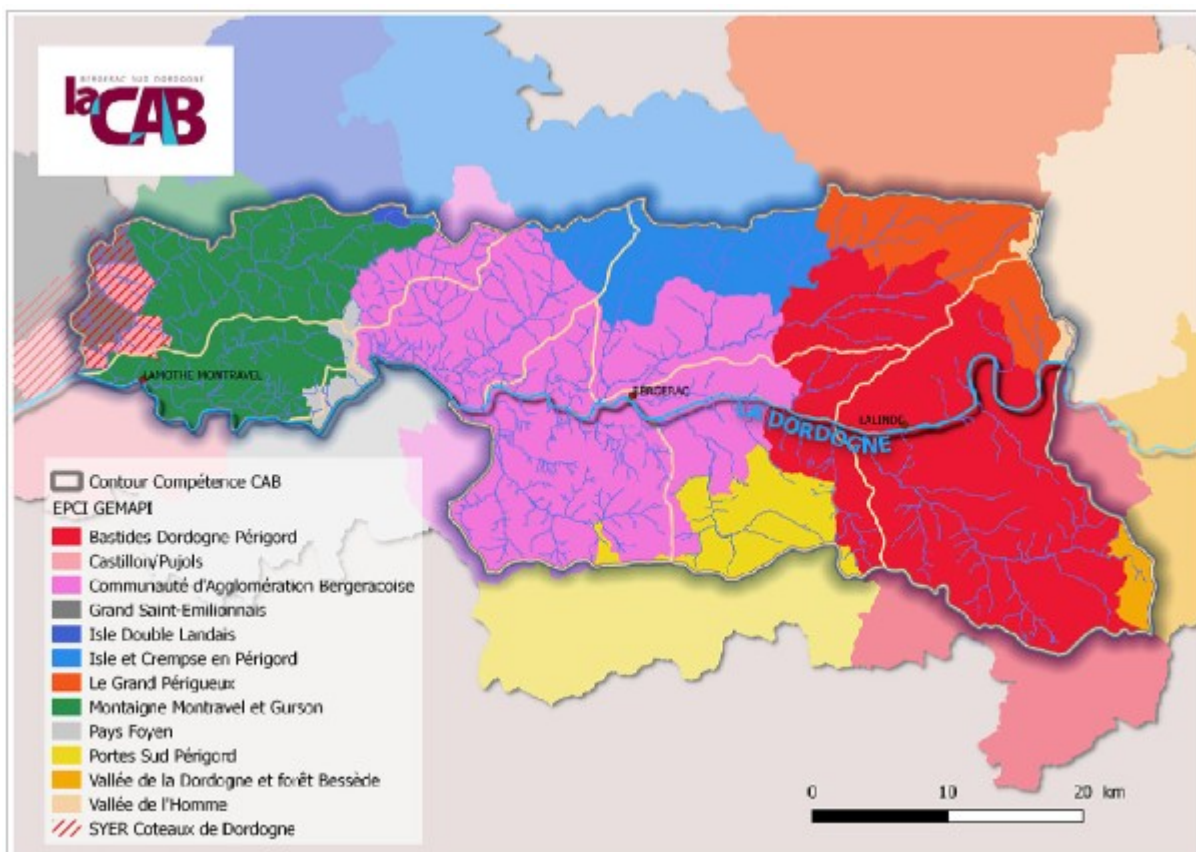 BERGERAC SUD DORDOGNE
la CAB
LAMOTHE MONTRAVEL
BERGERAC
LALINDE
LA DORDOGNE
Contour Compétence CAB
EPCI GEMAPI
Bastides Dordogne Périgord
Castillon/Pujols
Communauté d'Agglomération Bergeracoise
Grand Saint-Emilionnais
Isle Double Landais
Isle et Crempse en Périgord
Le Grand Périgueux
Montaigne Montravel et Gurson
Pays Foyen
Portes Sud Périgord
Vallée de la Dordogne et forêt Bessède
Vallée de l'Homme
SYER Coteaux de Dordogne
0 10 20 km